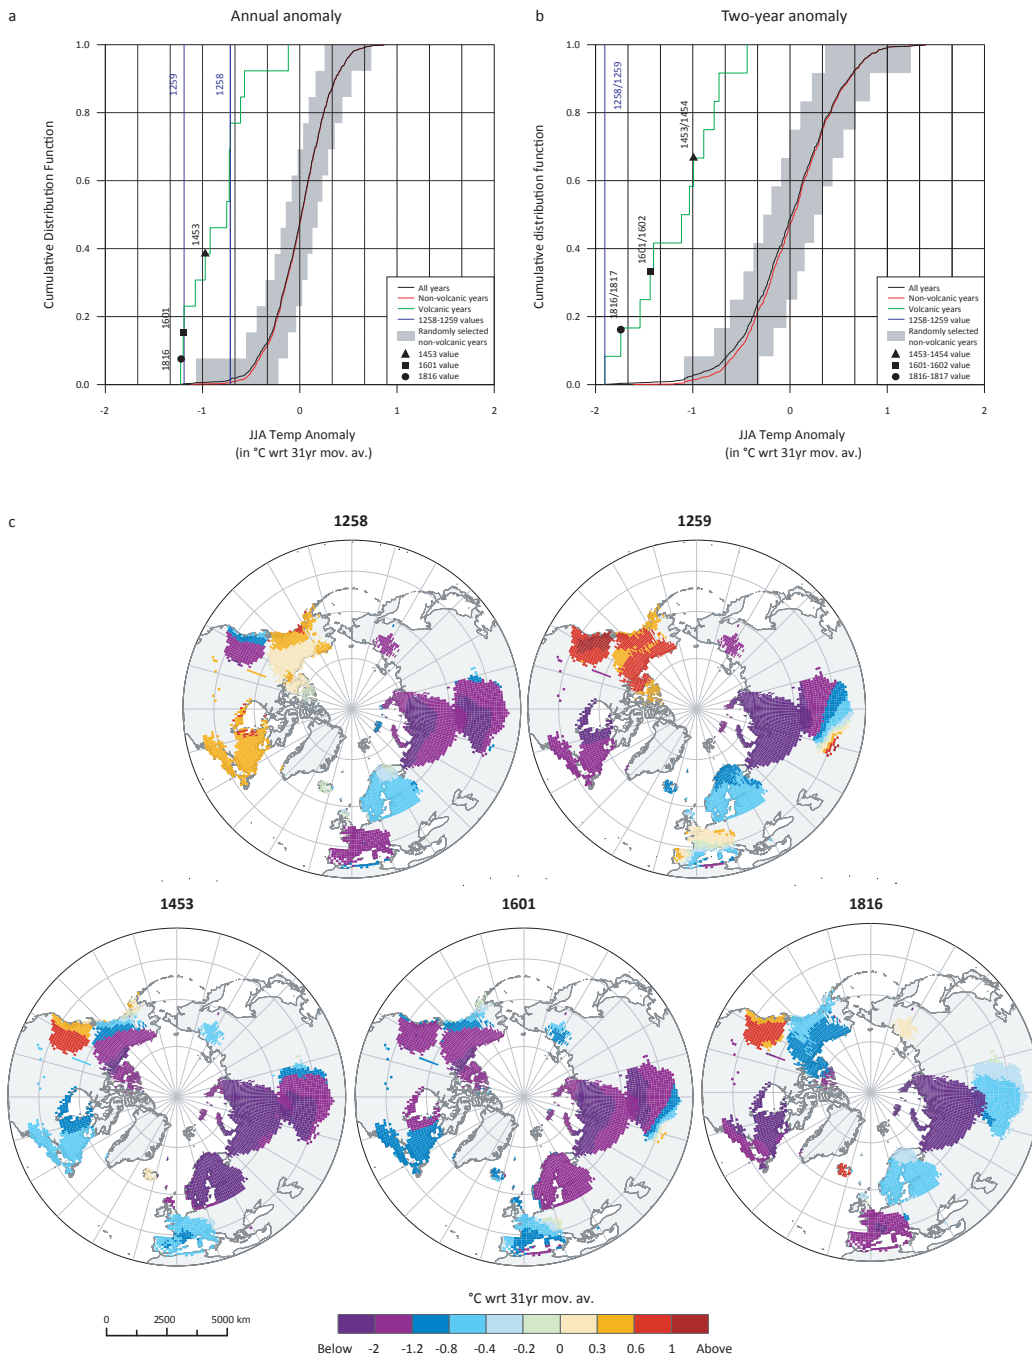 a
Annual anomaly
Cumulative Distribution Function
1.0
0.8
0.6
0.4
0.2
0.0
1259
1258
1453
1601
1816
All years
Non-volcanic years
Volcanic years
1258-1259 values
Randomly selected
non-volcanic years
1453 value
1601 value
1816 value
-2 -1 0 1 2
JJA Temp Anomaly
(in °C wrt 31yr mov. av.)
b
Two-year anomaly
Cumulative distribution function
1.0
0.8
0.6
0.4
0.2
0.0
1258/1259
1453/1454
1601/1602
1816/1817
All years
Non-volcanic years
Volcanic years
1258-1259 values
Randomly selected
non-volcanic years
1453-1454 value
1601-1602 value
1816-1817 value
-2 -1 0 1 2
JJA Temp Anomaly
(in °C wrt 31yr mov. av.)
c
1258
1259
1453
1601
1816
0 2500 5000 km
°C wrt 31yr mov. av.
Below -2 -1.2 -0.8 -0.4 -0.2 0 0.3 0.6 1 Above